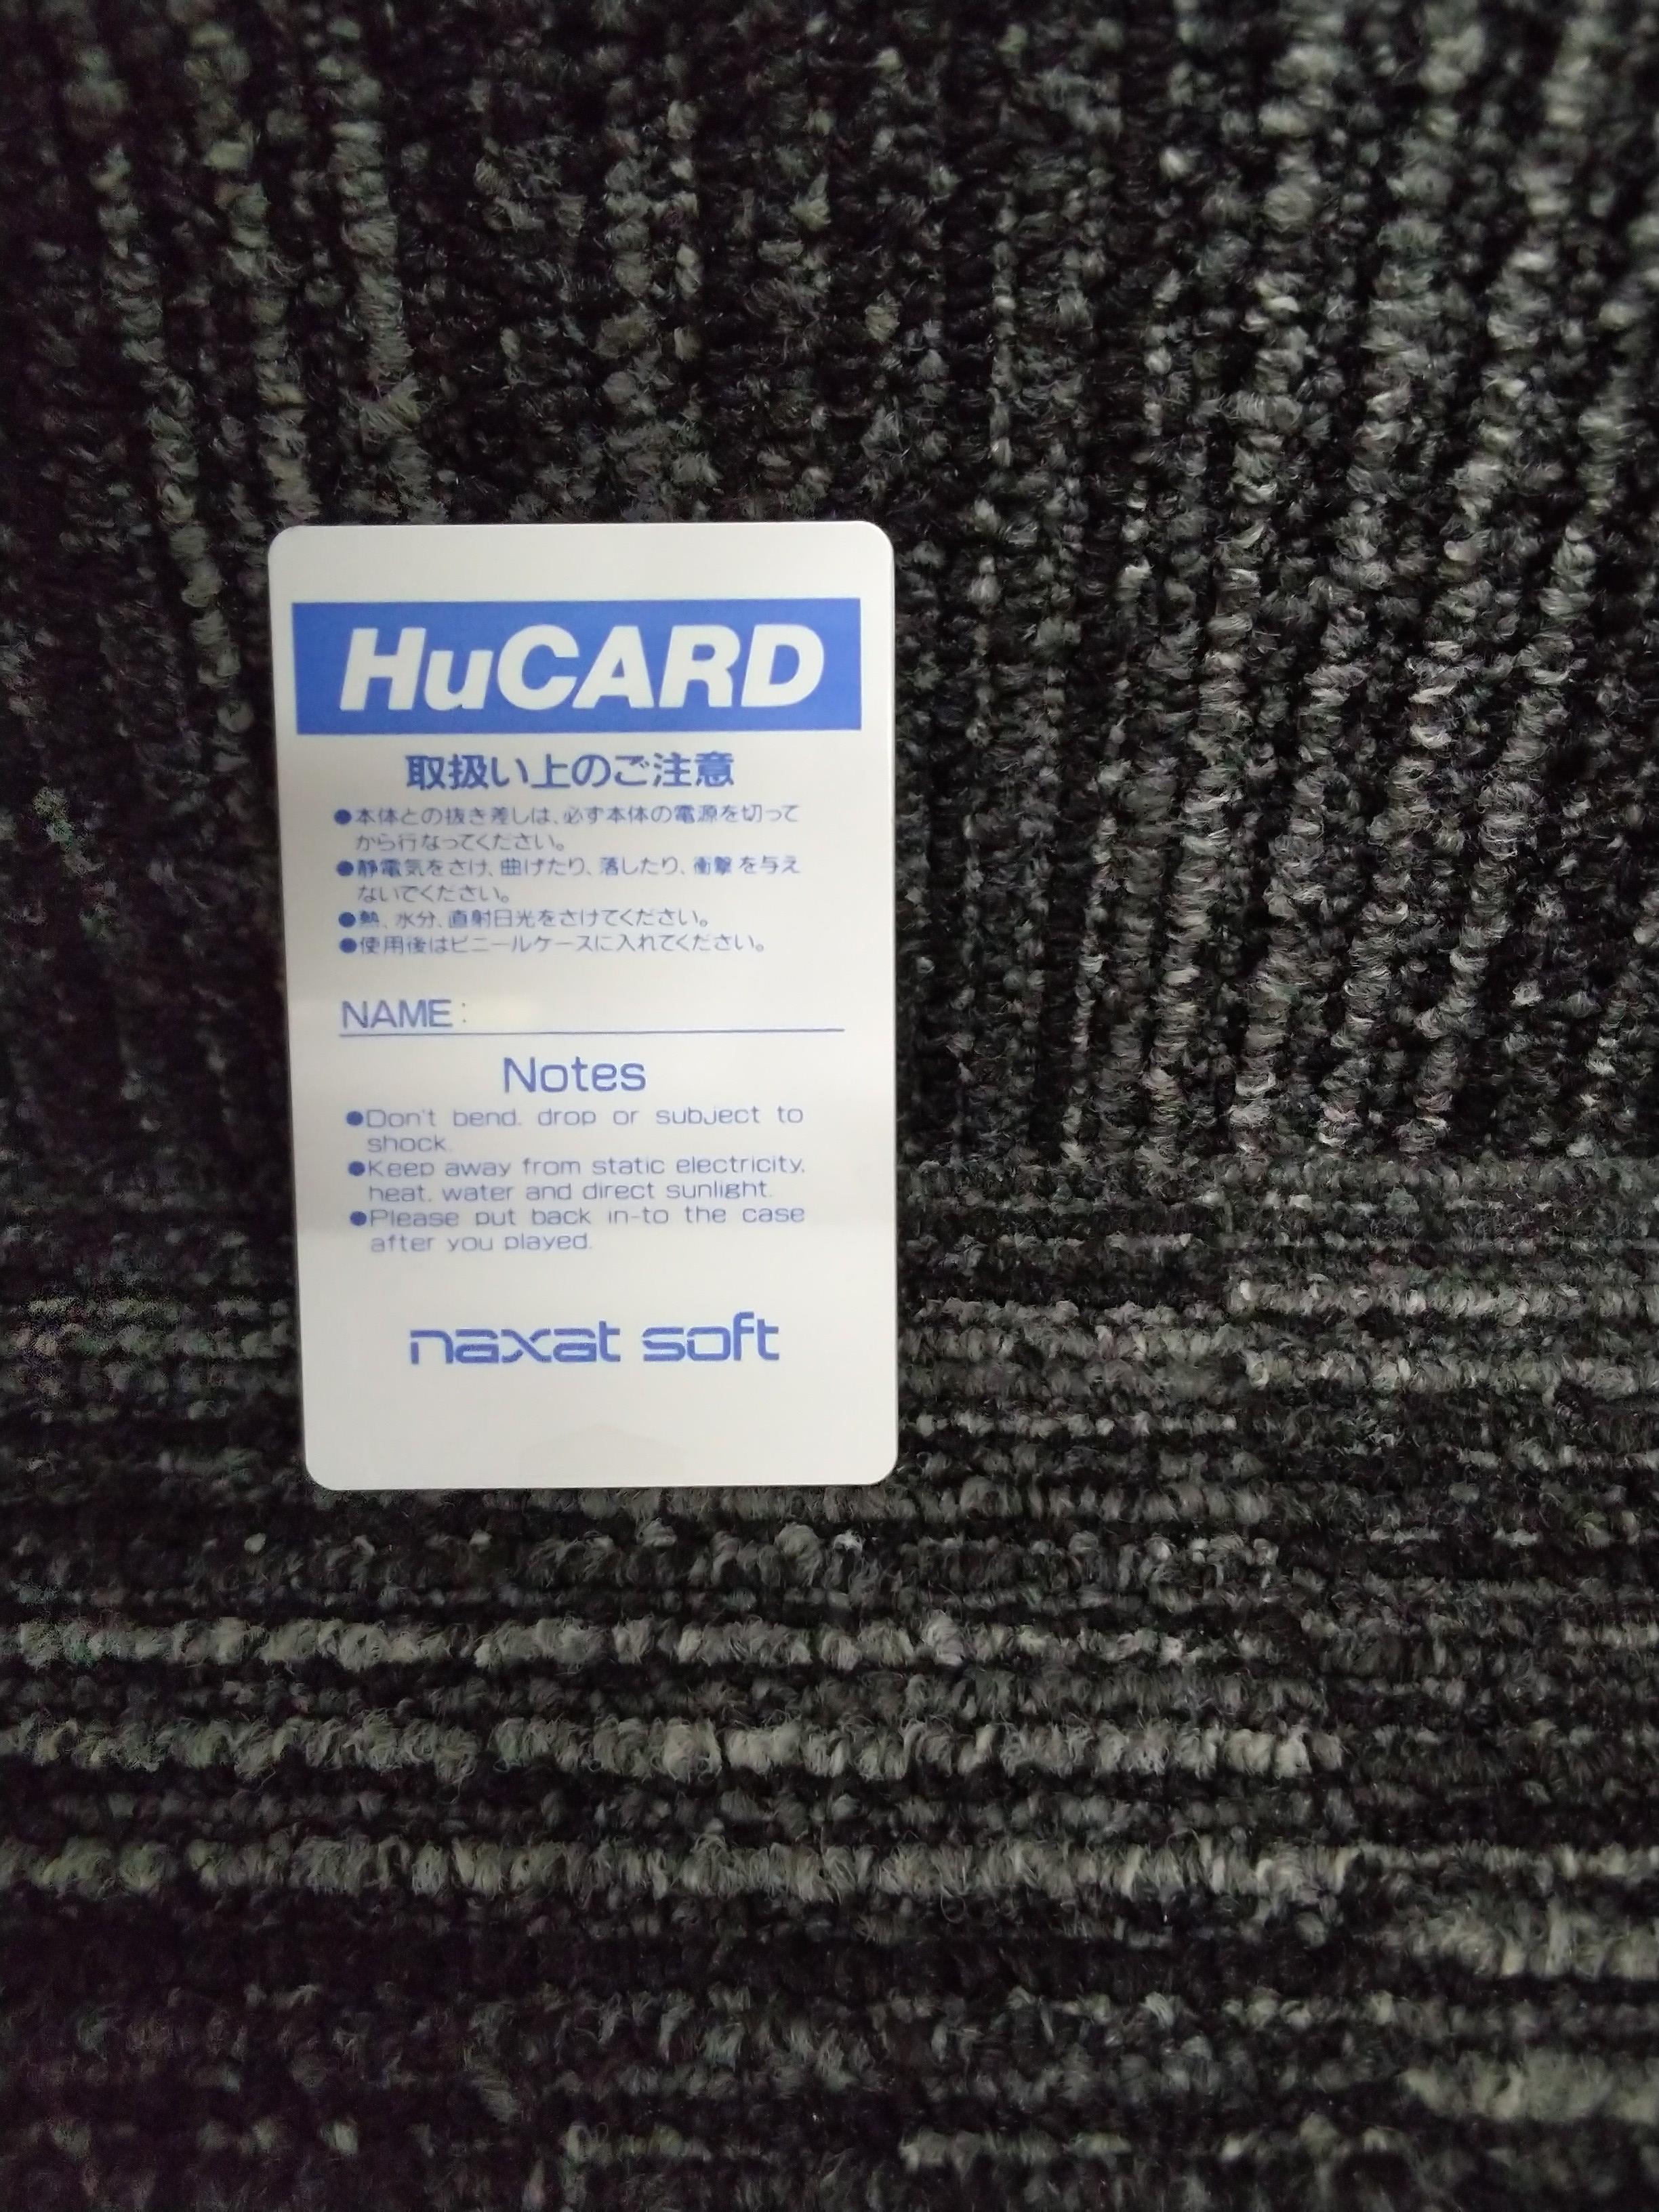 HuCARD
取扱い上のご注意
●本体との抜き差しは、必ず本体の電源を切って
から行なってください。
●静電気をさけ、曲げたり、落したり、衝撃を与え
ないでください。
●熱、水分、直射日光をさけてください。
●使用後はビニールケースに入れてください。
NAME:
Notes
●Don't bend, drop or subject to
shock.
●Keep away from static electricity,
heat, water and direct sunlight.
●Please put back in-to the case
after you played.
naxat soft